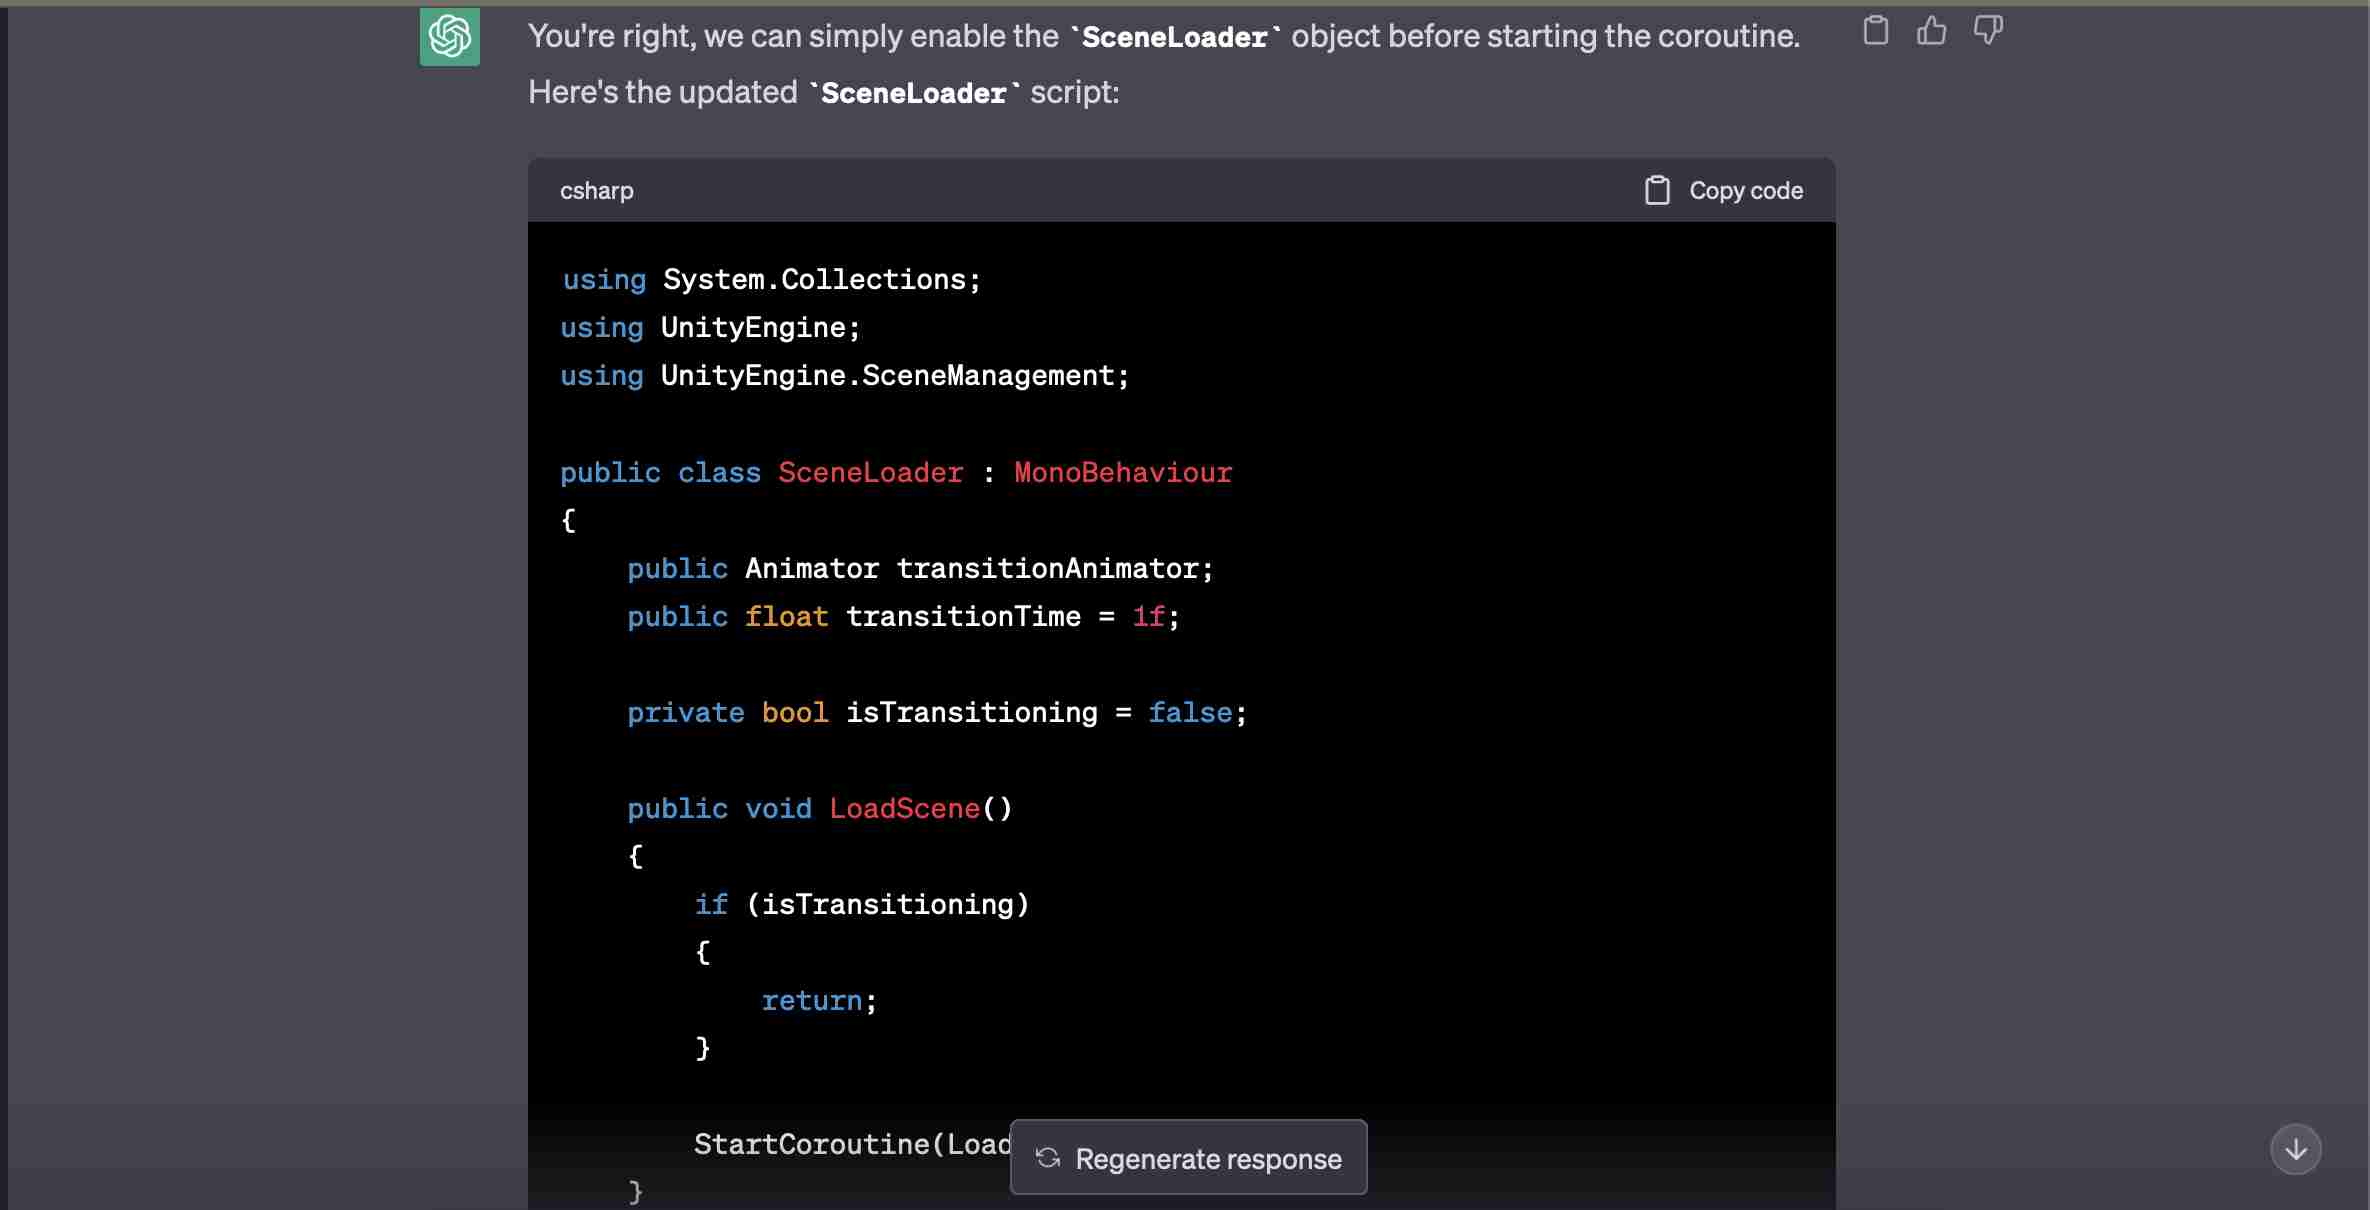 You're right, we can simply enable the `SceneLoader` object before starting the coroutine.
Here's the updated `SceneLoader` script:
csharp
Copy code
using System.Collections;
using UnityEngine;
using UnityEngine.SceneManagement;
public class SceneLoader : MonoBehaviour
{
    public Animator transitionAnimator;
    public float transitionTime = 1f;
    private bool isTransitioning = false;
    public void LoadScene()
    {
        if (isTransitioning)
        {
            return;
        }
        StartCoroutine(Load
Regenerate response
    }